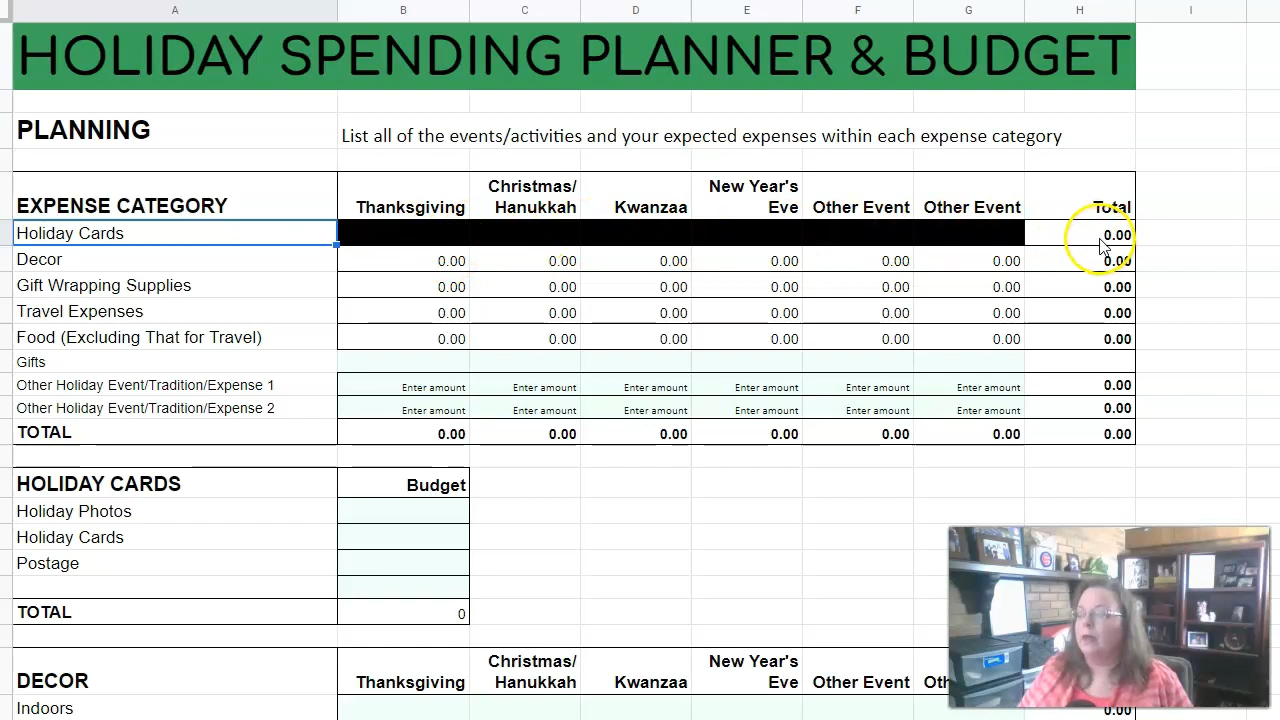 A B C D E F G H I
HOLIDAY SPENDING PLANNER & BUDGET
PLANNING List all of the events/activities and your expected expenses within each expense category
EXPENSE CATEGORY Thanksgiving Christmas/ Hanukkah Kwanzaa New Year's Eve Other Event Other Event Total
Holiday Cards 0.00
Decor 0.00 0.00 0.00 0.00 0.00 0.00 0.00
Gift Wrapping Supplies 0.00 0.00 0.00 0.00 0.00 0.00 0.00
Travel Expenses 0.00 0.00 0.00 0.00 0.00 0.00 0.00
Food (Excluding That for Travel) 0.00 0.00 0.00 0.00 0.00 0.00 0.00
Gifts
Other Holiday Event/Tradition/Expense 1 Enter amount Enter amount Enter amount Enter amount Enter amount Enter amount 0.00
Other Holiday Event/Tradition/Expense 2 Enter amount Enter amount Enter amount Enter amount Enter amount Enter amount 0.00
TOTAL 0.00 0.00 0.00 0.00 0.00 0.00 0.00
HOLIDAY CARDS Budget
Holiday Photos
Holiday Cards
Postage
TOTAL 0
DECOR Thanksgiving Christmas/ Hanukkah Kwanzaa New Year's Eve Other Event
Indoors 0.00